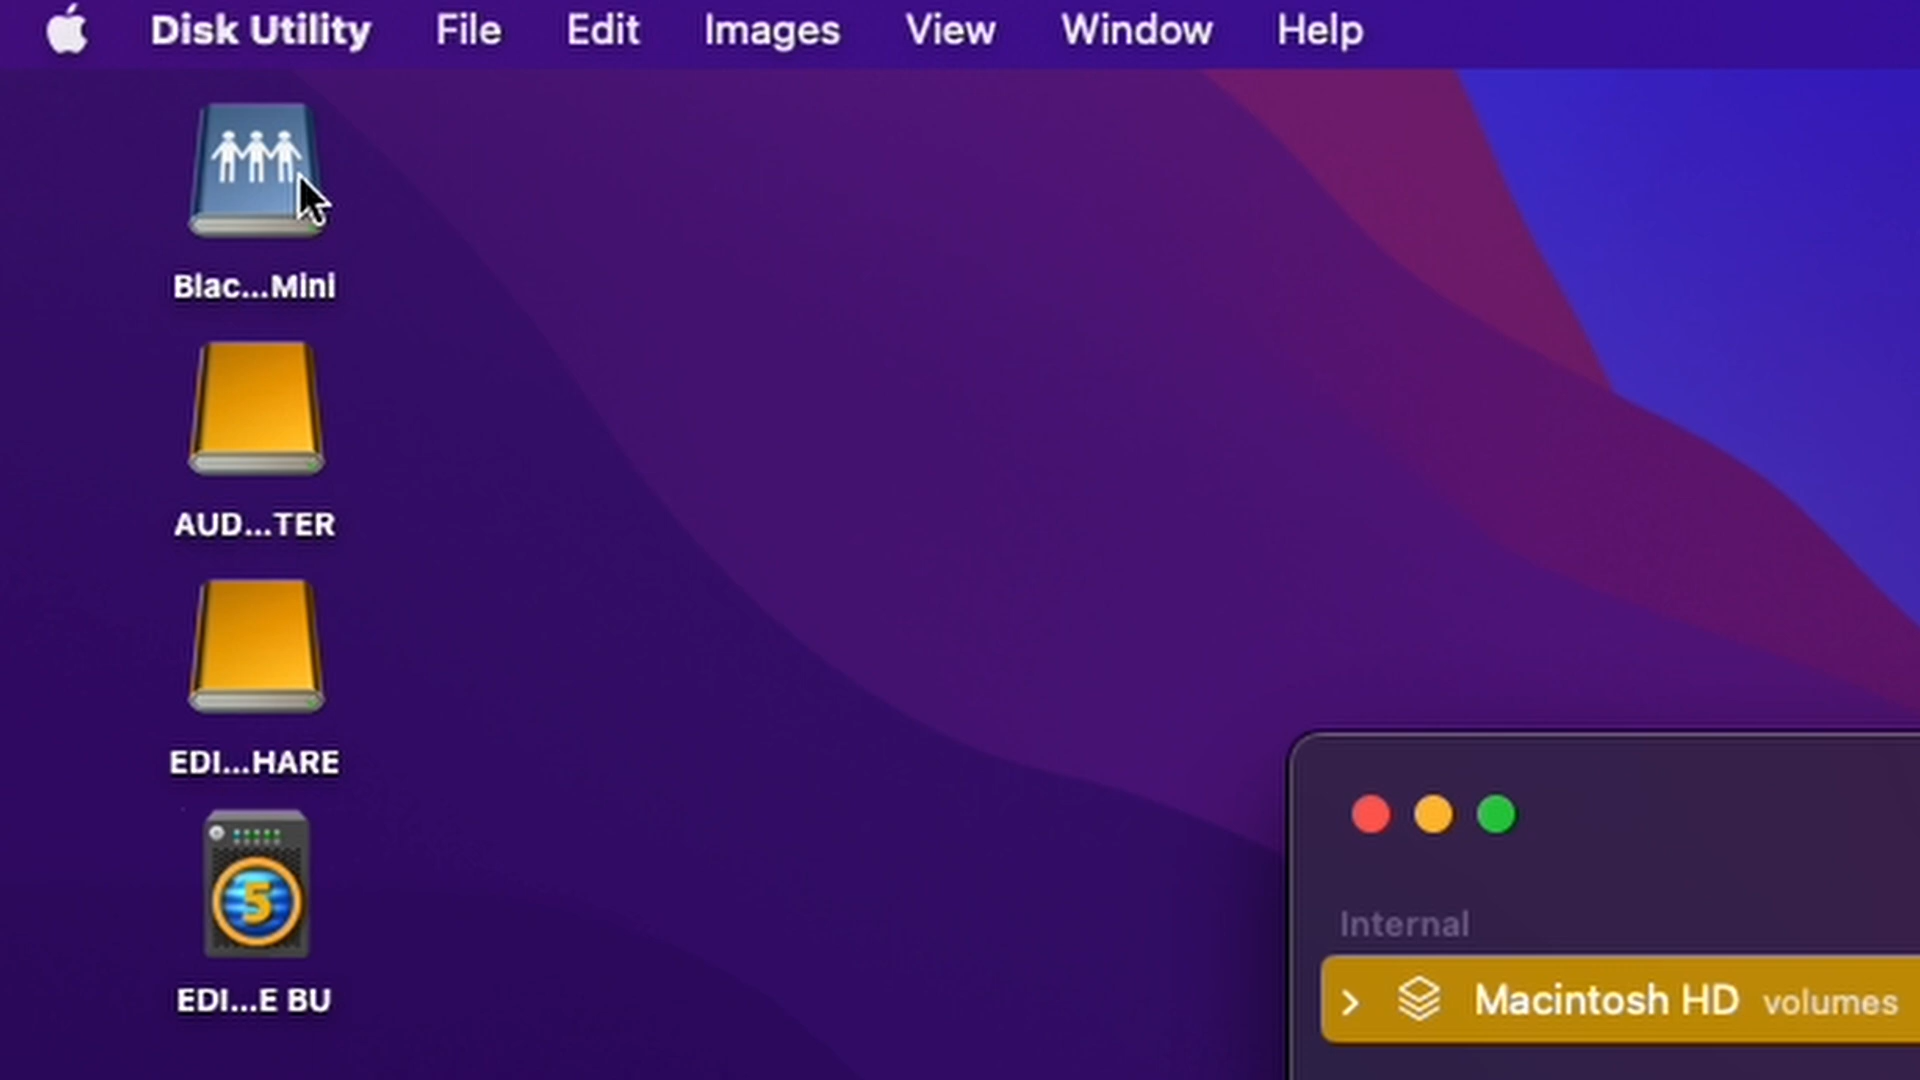 Disk Utility File Edit Images View Window Help
Blac...Mini
AUD...TER
EDI...HARE
5
EDI...E BU
Internal
Macintosh HD volumes